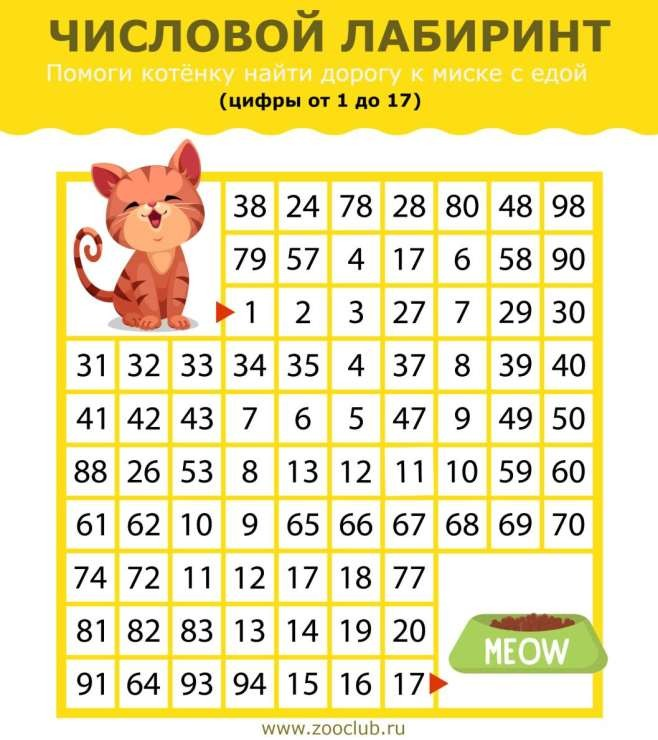 ЧИСЛОВОЙ ЛАБИРИНТ
Помоги котёнку найти дорогу к миске с едой
(цифры от 1 до 17)
38 24 78 28 80 48 98
79 57 4 17 6 58 90
1 2 3 27 7 29 30
31 32 33 34 35 4 37 8 39 40
41 42 43 7 6 5 47 9 49 50
88 26 53 8 13 12 11 10 59 60
61 62 10 9 65 66 67 68 69 70
74 72 11 12 17 18 77
81 82 83 13 14 19 20
MEOW
91 64 93 94 15 16 17
www.zooclub.ru